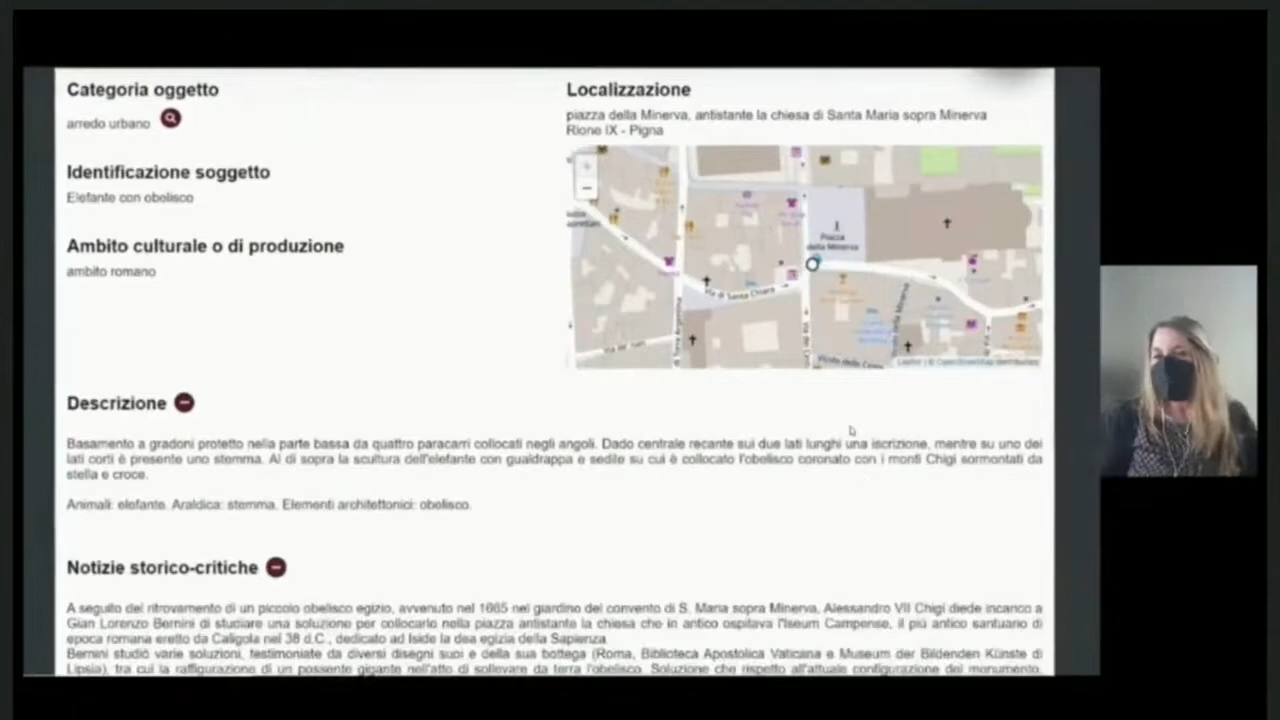 Categoria oggetto
arredo urbano
Identificazione soggetto
Elefante con obelisco
Ambito culturale o di produzione
ambito romano
Localizzazione
piazza della Minerva, antistante la chiesa di Santa Maria sopra Minerva
Rione IX - Pigna
Piazza
della Minerva
Via di Santa Chiara
Descrizione
Basamento a gradoni protetto nella parte bassa da quattro paracarri collocati negli angoli. Dado centrale recante sui due lati lunghi una iscrizione, mentre su uno dei
lati corti è presente uno stemma. Al di sopra la scultura dell'elefante con gualdrappa e sedile su cui è collocato l'obelisco coronato con i monti Chigi sormontati da
stella e croce.
Animali: elefante. Araldica: stemma. Elementi architettonici: obelisco.
Notizie storico-critiche
A seguito del ritrovamento di un piccolo obelisco egizio, avvenuto nel 1665 nel giardino del convento di S. Maria sopra Minerva, Alessandro VII Chigi diede incarico a
Gian Lorenzo Bernini di studiare una soluzione per collocarlo nella piazza antistante la chiesa che in antico ospitava l'Iseum Campense, il più antico santuario di
epoca romana eretto da Caligola nel 38 d.C., dedicato ad Iside la dea egizia della Sapienza
Bernini studiò varie soluzioni, testimoniate da diversi disegni suoi e della sua bottega (Roma, Biblioteca Apostolica Vaticana e Museum der Bildenden Künste di
Lipsia), tra cui la raffigurazione di un possente gigante nell'atto di sollevare da terra l'obelisco. Soluzione che rispetto all'attuale configurazione del monumento,